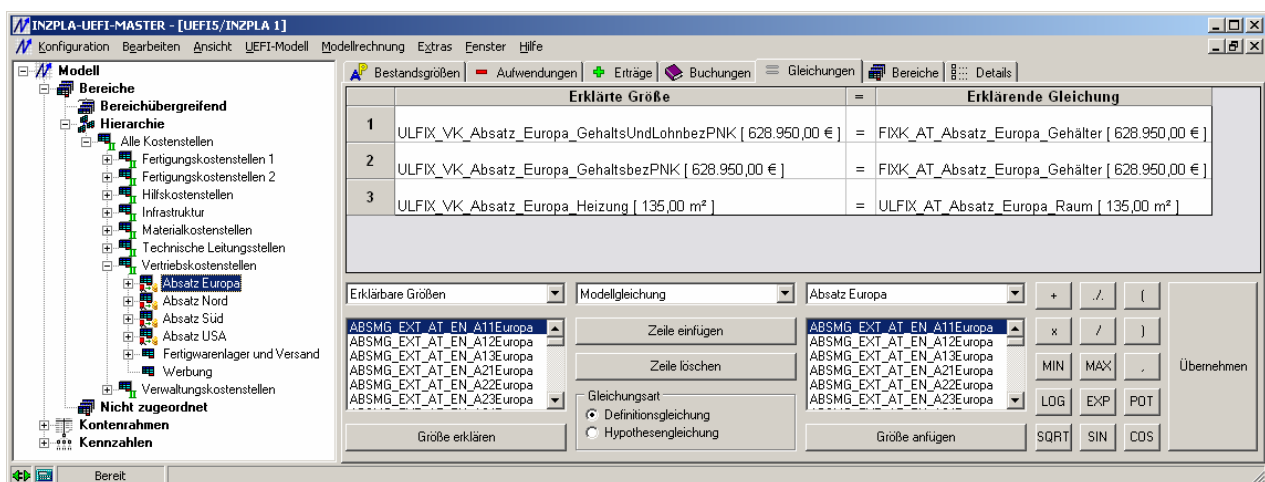 INZPLA-UEFI-MASTER - [UEFI5/INZPLA 1]
Konfiguration Bearbeiten Ansicht UEFI-Modell Modellrechnung Extras Fenster Hilfe
Modell
Bereiche
Bereichübergreifend
Hierarchie
Alle Kostenstellen
Fertigungskostenstellen 1
Fertigungskostenstellen 2
Hilfskostenstellen
Infrastruktur
Materialkostenstellen
Technische Leitungsstellen
Vertriebskostenstellen
Absatz Europa
Absatz Nord
Absatz Süd
Absatz USA
Fertigwarenlager und Versand
Werbung
Verwaltungskostenstellen
Nicht zugeordnet
Kontenrahmen
Kennzahlen
Bestandsgrößen Aufwendungen Erträge Buchungen Gleichungen Bereiche Details
Erklärte Größe = Erklärende Gleichung
1 ULFIX_VK_Absatz_Europa_GehaltsUndLohnbezPNK [ 628.950,00 € ] = FIXK_AT_Absatz_Europa_Gehälter [ 628.950,00 € ]
2 ULFIX_VK_Absatz_Europa_GehaltsbezPNK [ 628.950,00 € ] = FIXK_AT_Absatz_Europa_Gehälter [ 628.950,00 € ]
3 ULFIX_VK_Absatz_Europa_Heizung [ 135,00 m² ] = ULFIX_AT_Absatz_Europa_Raum [ 135,00 m² ]
Erklärbare Größen
ABSMG_EXT_AT_EN_A11Europa
ABSMG_EXT_AT_EN_A12Europa
ABSMG_EXT_AT_EN_A13Europa
ABSMG_EXT_AT_EN_A21Europa
ABSMG_EXT_AT_EN_A22Europa
ABSMG_EXT_AT_EN_A23Europa
Größe erklären
Modellgleichung
Zeile einfügen
Zeile löschen
Gleichungsart
Definitionsgleichung
Hypothesengleichung
Absatz Europa
ABSMG_EXT_AT_EN_A11Europa
ABSMG_EXT_AT_EN_A12Europa
ABSMG_EXT_AT_EN_A13Europa
ABSMG_EXT_AT_EN_A21Europa
ABSMG_EXT_AT_EN_A22Europa
ABSMG_EXT_AT_EN_A23Europa
Größe anfügen
+ ./. (
x / )
MIN MAX ,
LOG EXP POT
SQRT SIN COS
Übernehmen
Bereit